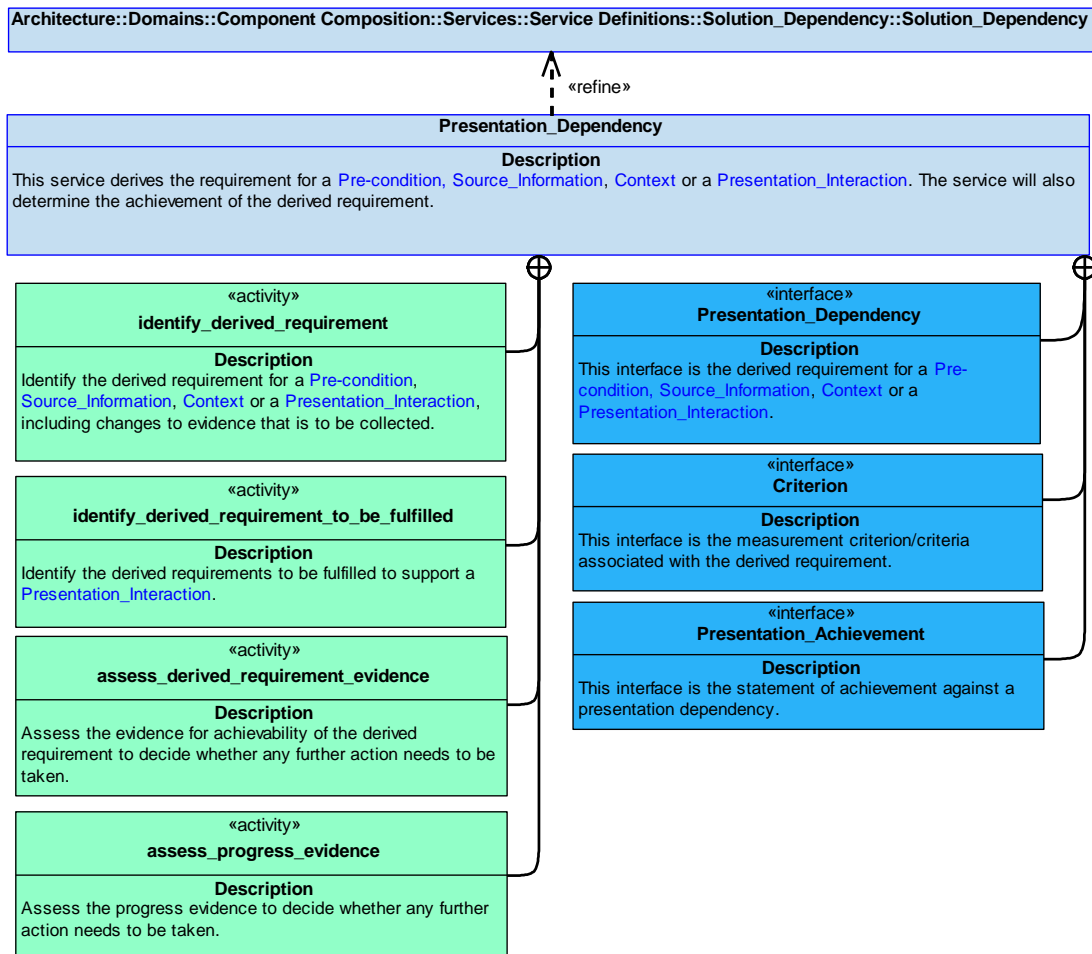 Architecture::Domains::Component Composition::Services::Service Definitions::Solution_Dependency::Solution_Dependency
«refine»
Presentation_Dependency
Description
This service derives the requirement for a Pre-condition, Source_Information, Context or a Presentation_Interaction. The service will also
determine the achievement of the derived requirement.
«activity»
identify_derived_requirement
Description
Identify the derived requirement for a Pre-condition,
Source_Information, Context or a Presentation_Interaction,
including changes to evidence that is to be collected.
«activity»
identify_derived_requirement_to_be_fulfilled
Description
Identify the derived requirements to be fulfilled to support a
Presentation_Interaction.
«activity»
assess_derived_requirement_evidence
Description
Assess the evidence for achievability of the derived
requirement to decide whether any further action needs to be
taken.
«activity»
assess_progress_evidence
Description
Assess the progress evidence to decide whether any further
action needs to be taken.
«interface»
Presentation_Dependency
Description
This interface is the derived requirement for a Pre-
condition, Source_Information, Context or a
Presentation_Interaction.
«interface»
Criterion
Description
This interface is the measurement criterion/criteria
associated with the derived requirement.
«interface»
Presentation_Achievement
Description
This interface is the statement of achievement against a
presentation dependency.